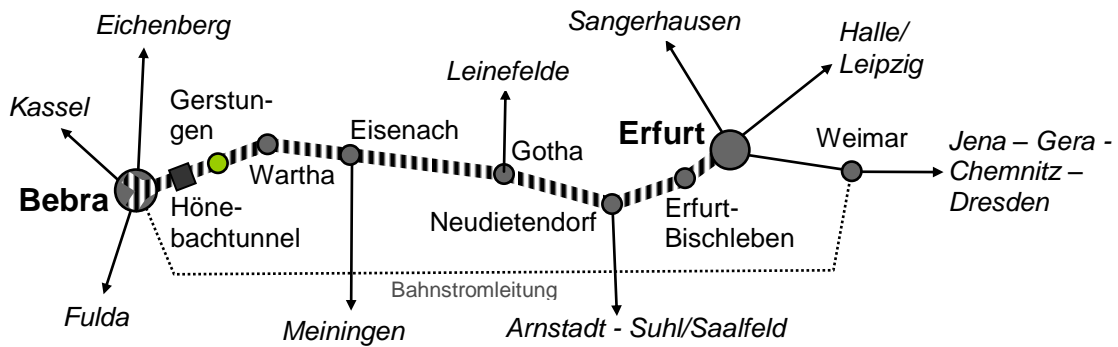 Eichenberg
Sangerhausen
Halle/
Leipzig
Leinefelde
Kassel
Gerstun-
gen
Eisenach
Erfurt
Gotha
Weimar
Jena – Gera -
Chemnitz –
Dresden
Wartha
Bebra
Höne-
bachtunnel
Neudietendorf
Erfurt-
Bischleben
Bahnstromleitung
Fulda
Meiningen
Arnstadt - Suhl/Saalfeld